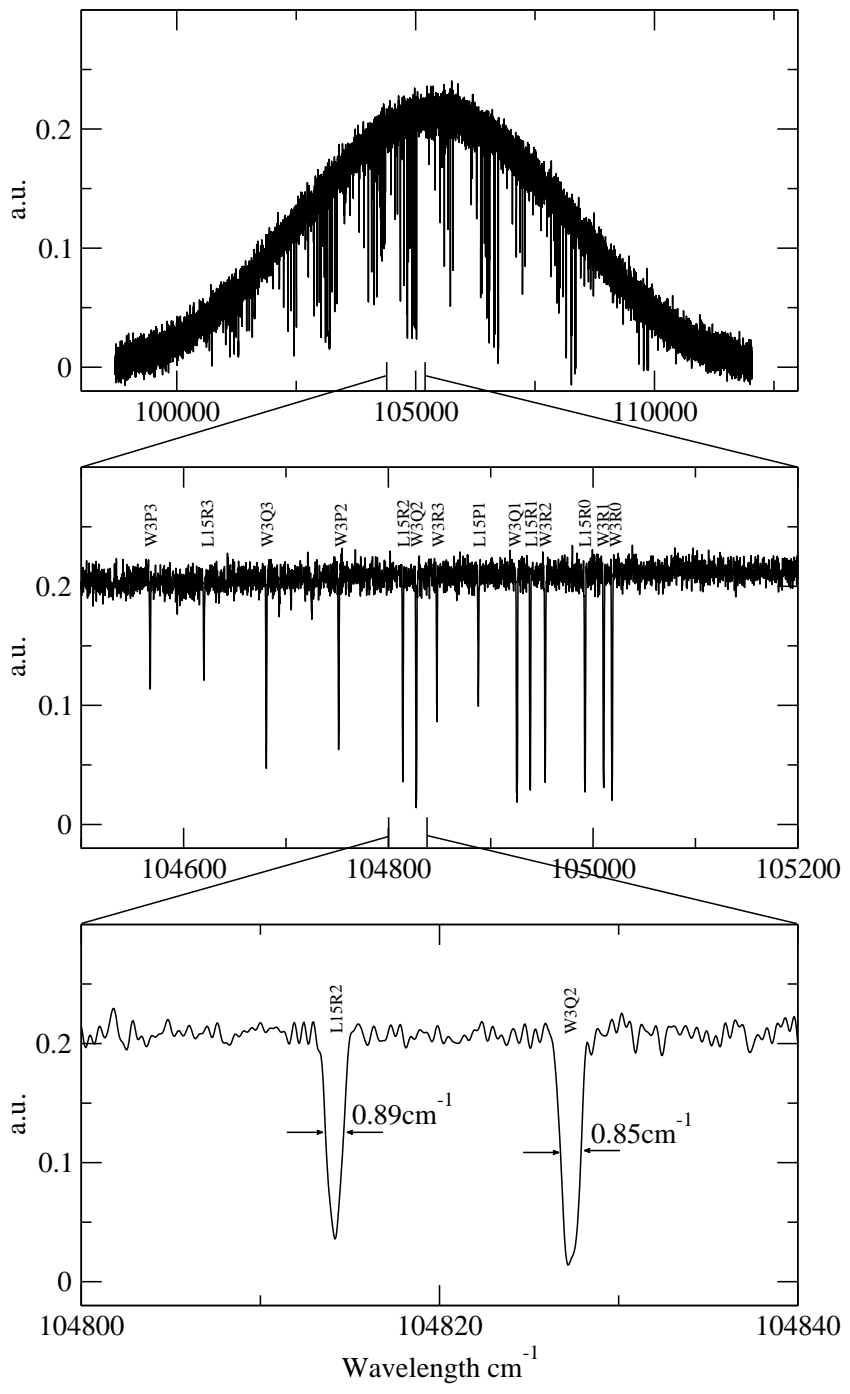 0.2
a.u.
0.1
0
100000 105000 110000
W3P3 L15R3 W3Q3 W3P2 L15R2 W3Q2 W3R3 L15P1 W3Q1 L15R1 W3R2 L15R0 W3R1 W3R0
0.2
a.u.
0.1
0
104600 104800 105000 105200
L15R2 W3Q2
0.2
a.u.
0.89cm-1
0.85cm-1
0.1
0
104800 104820 104840
Wavelength cm-1